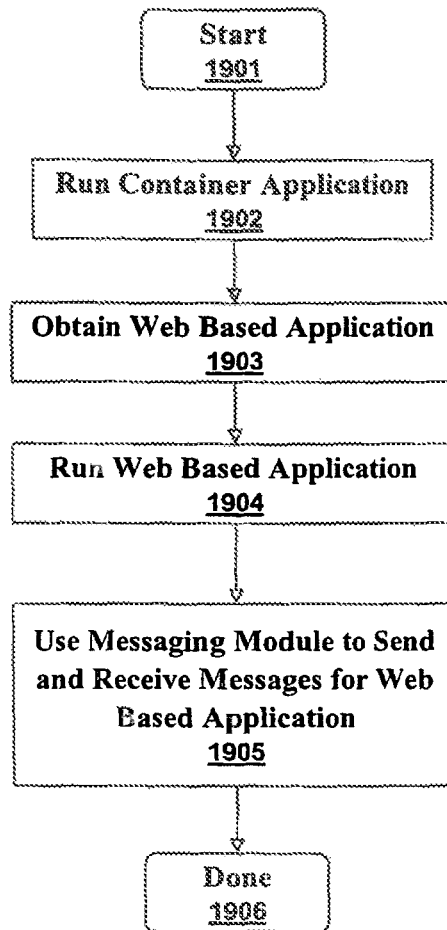 Start
1901
Run Container Application
1902
Obtain Web Based Application
1903
Run Web Based Application
1904
Use Messaging Module to Send
and Receive Messages for Web
Based Application
1905
Done
1906